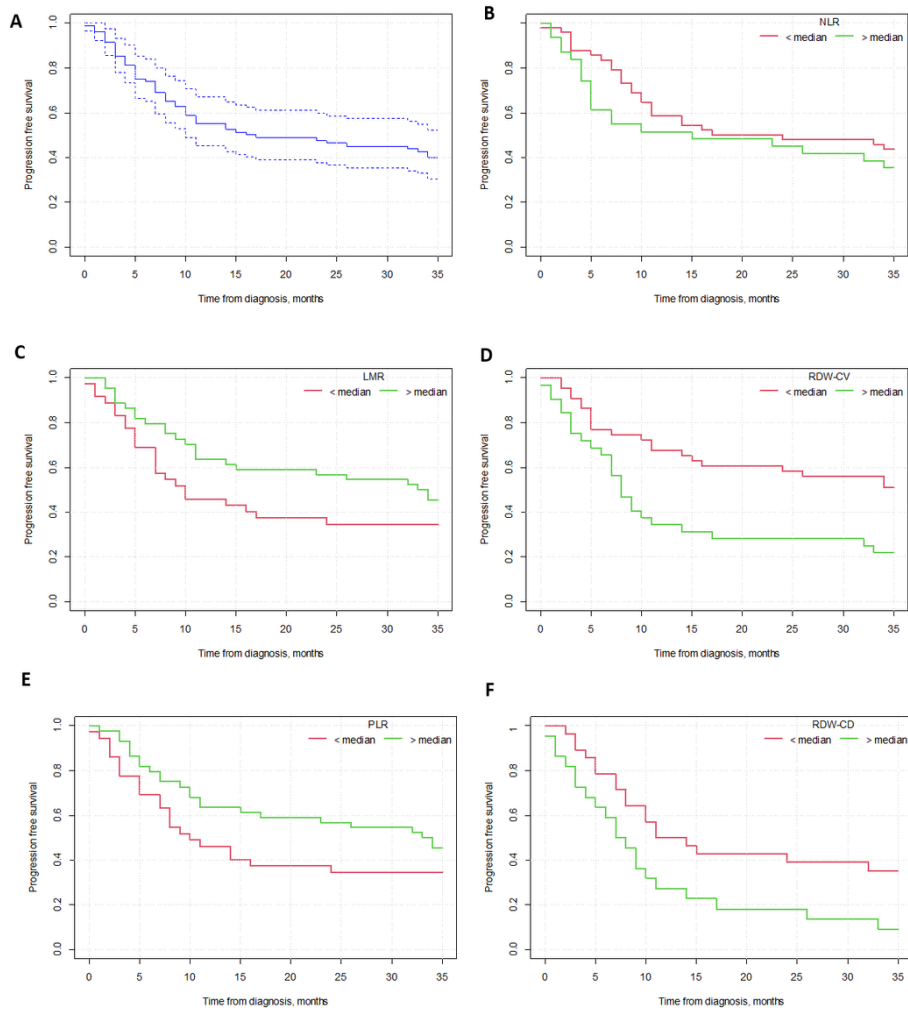 A
Progression free survival
1.0
0.8
0.6
0.4
0.2
0.0
0 5 10 15 20 25 30 35
Time from diagnosis, months
B
NLR
< median > median
Progression free survival
1.0
0.8
0.6
0.4
0.2
0.0
0 5 10 15 20 25 30 35
Time from diagnosis, months
C
LMR
< median > median
Progression free survival
1.0
0.8
0.6
0.4
0.2
0.0
0 5 10 15 20 25 30 35
Time from diagnosis, months
D
RDW-CV
< median > median
Progression free survival
1.0
0.8
0.6
0.4
0.2
0.0
0 5 10 15 20 25 30 35
Time from diagnosis, months
E
PLR
< median > median
Progression free survival
1.0
0.8
0.6
0.4
0.2
0.0
0 5 10 15 20 25 30 35
Time from diagnosis, months
F
RDW-CD
< median > median
Progression free survival
1
0.8
0.6
0.4
0.2
0.0
0 5 10 15 20 25 30 35
Time from diagnosis, months